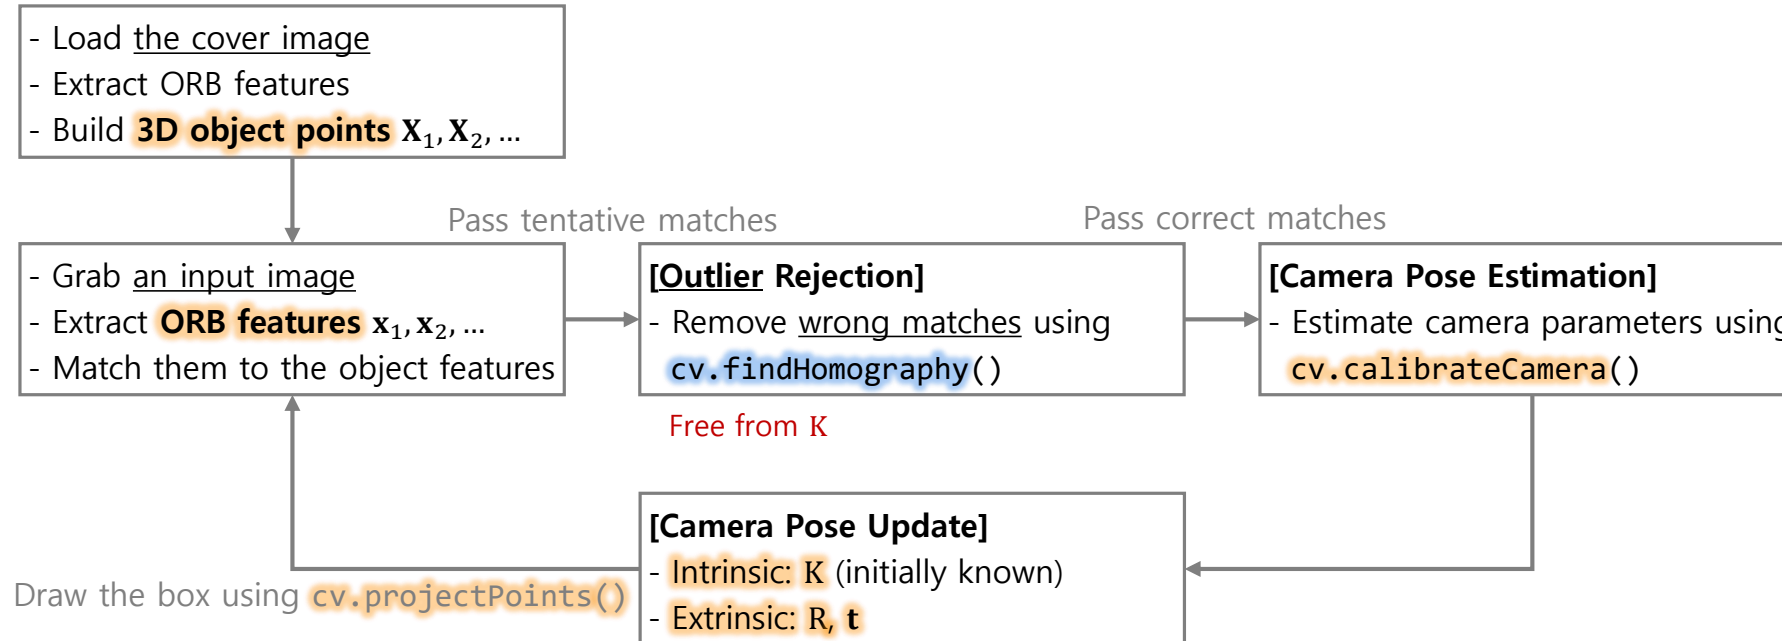 - Load the cover image
- Extract ORB features
- Build 3D object points X₁, X₂, …
Pass tentative matches
Pass correct matches
- Grab an input image
- Extract ORB features x₁, x₂, …
- Match them to the object features
[Outlier Rejection]
- Remove wrong matches using
cv.findHomography()
Free from K
[Camera Pose Estimation]
- Estimate camera parameters using
cv.calibrateCamera()
[Camera Pose Update]
- Intrinsic: K (initially known)
- Extrinsic: R, t
Draw the box using cv.projectPoints()